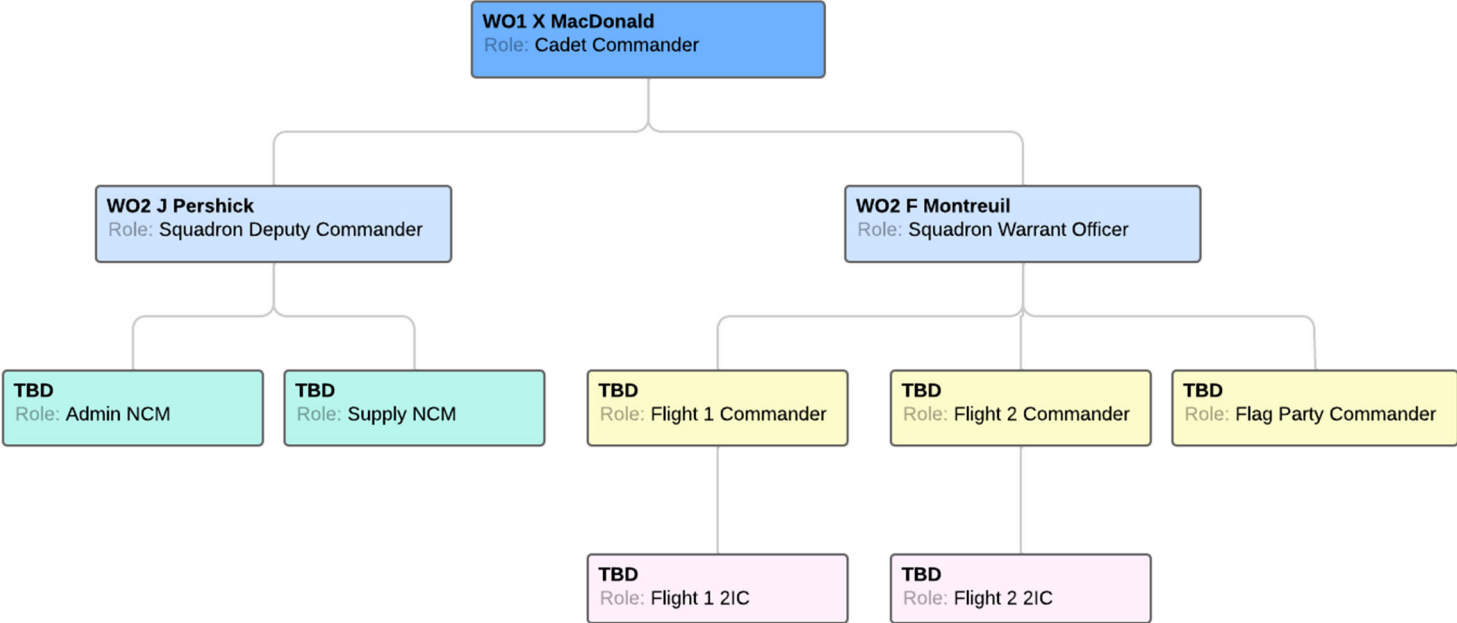 WO1 X MacDonald
Role: Cadet Commander
WO2 J Pershick
Role: Squadron Deputy Commander
WO2 F Montreuil
Role: Squadron Warrant Officer
TBD
Role: Admin NCM
TBD
Role: Supply NCM
TBD
Role: Flight 1 Commander
TBD
Role: Flight 2 Commander
TBD
Role: Flag Party Commander
TBD
Role: Flight 1 2IC
TBD
Role: Flight 2 2IC